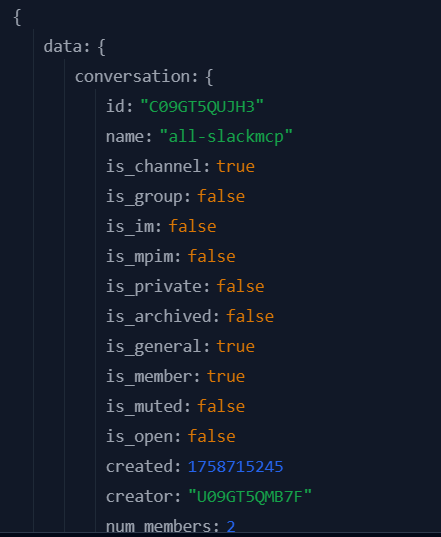 {
data: {
conversation: {
id: "C09GT5QUJH3"
name: "all-slackmcp"
is_channel: true
is_group: false
is_im: false
is_mpim: false
is_private: false
is_archived: false
is_general: true
is_member: true
is_muted: false
is_open: false
created: 1758715245
creator: "U09GT5QMB7F"
num_members: 2